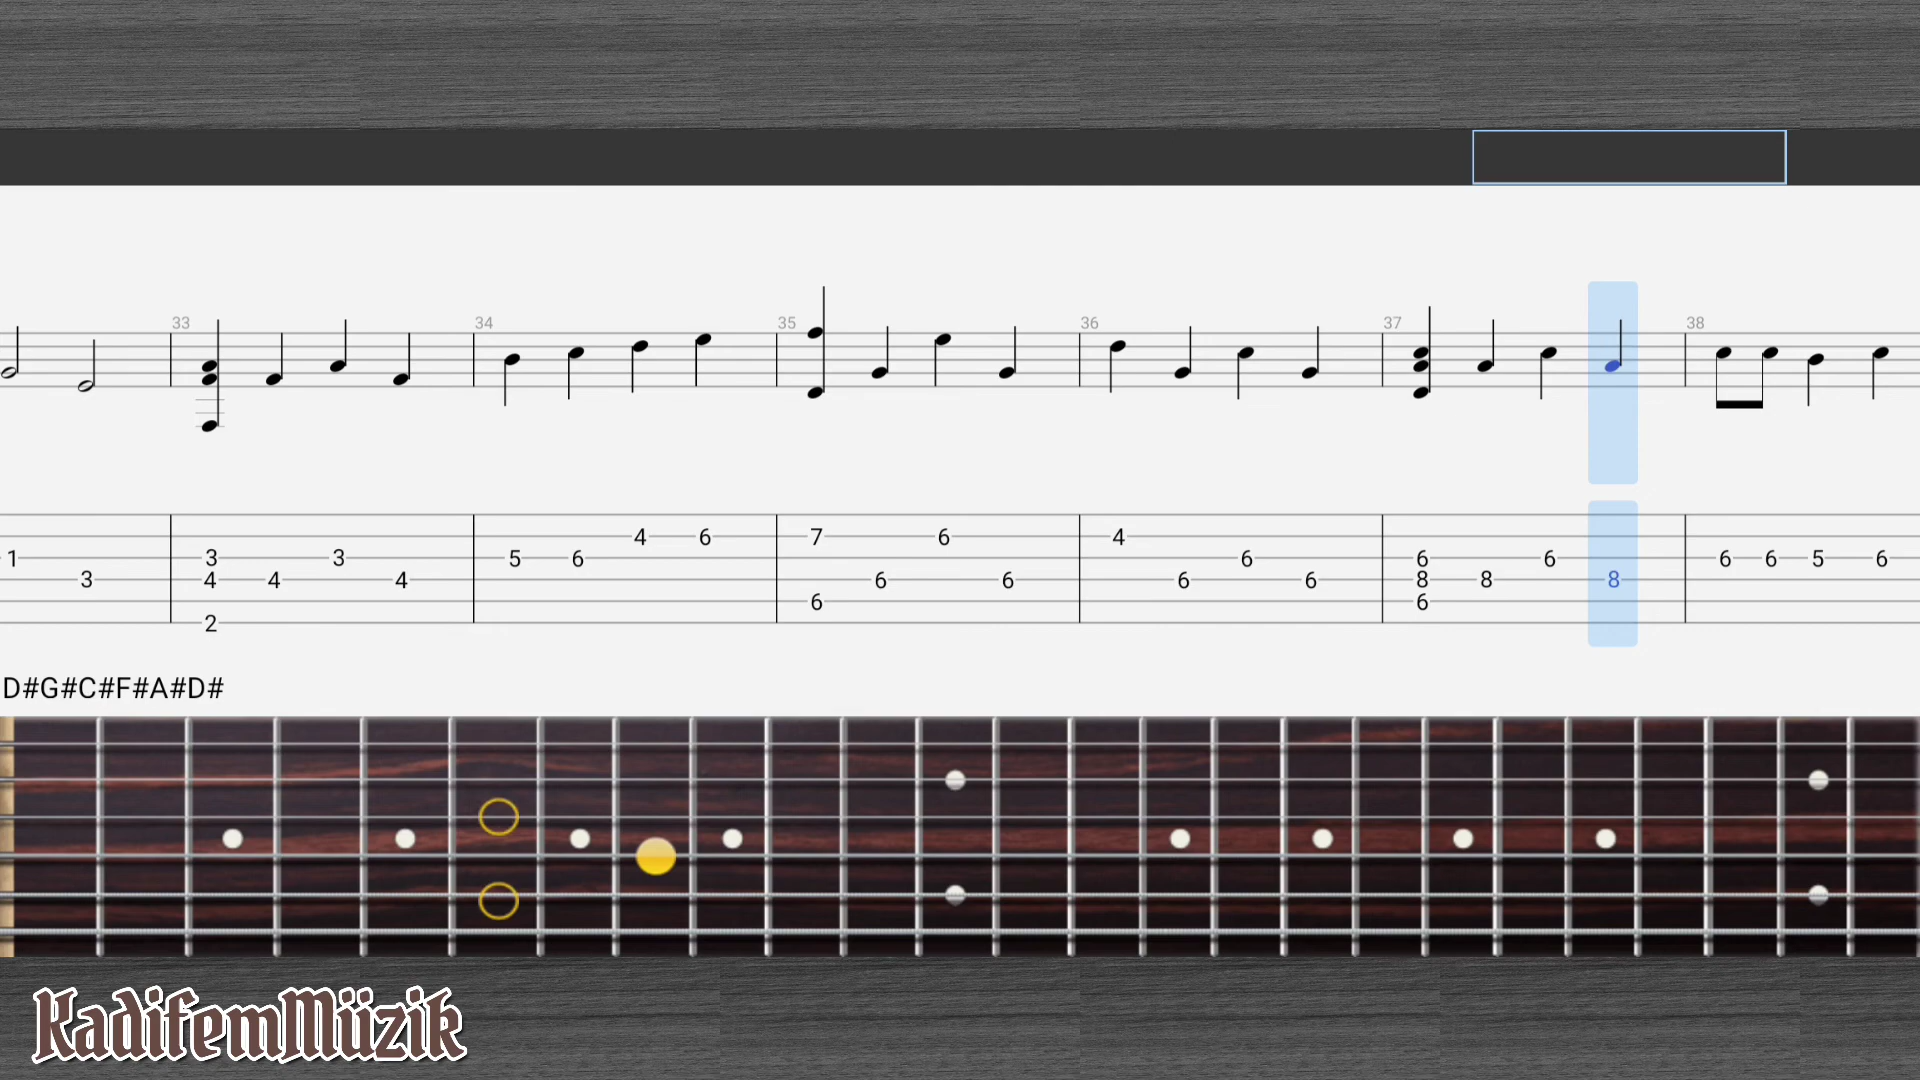 33 34 35 36 37 38
4 6 7 6 4
1 3 3 5 6 6 6 6 6 6 5 6
3 4 4 4 6 6 6 6 8 8 8
6 6
2
D#G#C#F#A#D#
KadifemMüzik